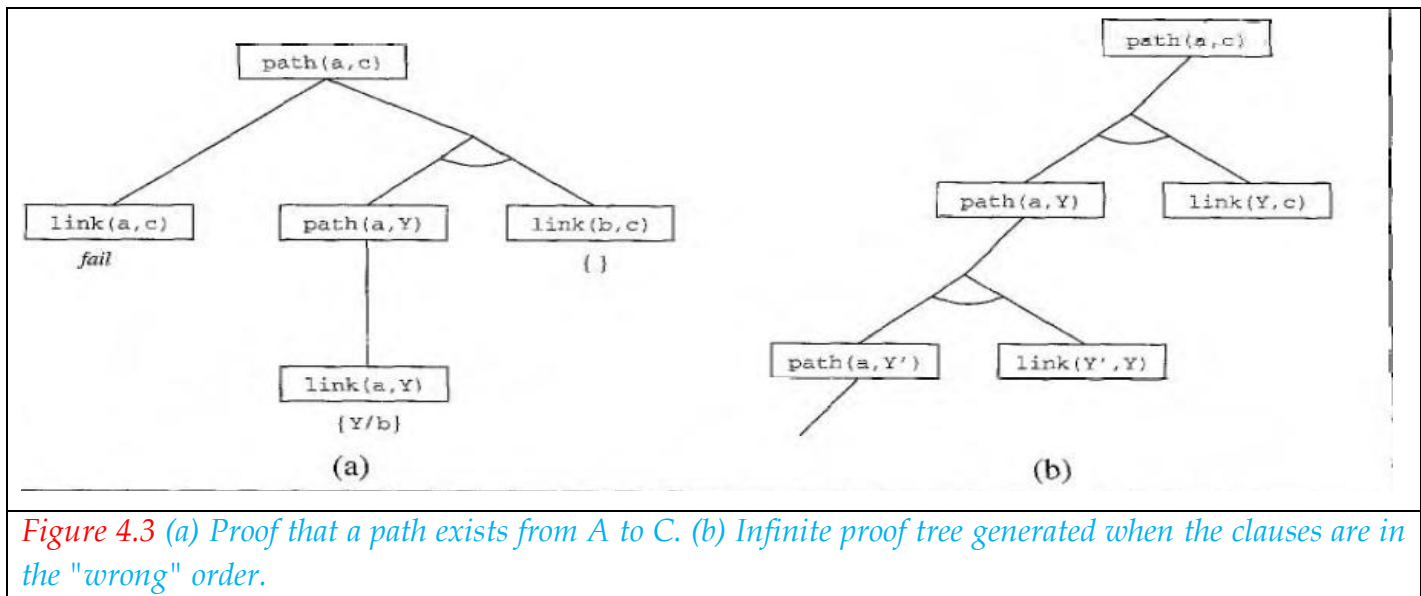 path(a,c)
link(a,c)
path(a,Y)
link(b,c)
fail
{ }
link(a,Y)
{Y/b}
(a)
path(a,c)
path(a,Y)
link(Y,c)
path(a,Y')
link(Y',Y)
(b)
Figure 4.3 (a) Proof that a path exists from A to C. (b) Infinite proof tree generated when the clauses are in
the "wrong" order.